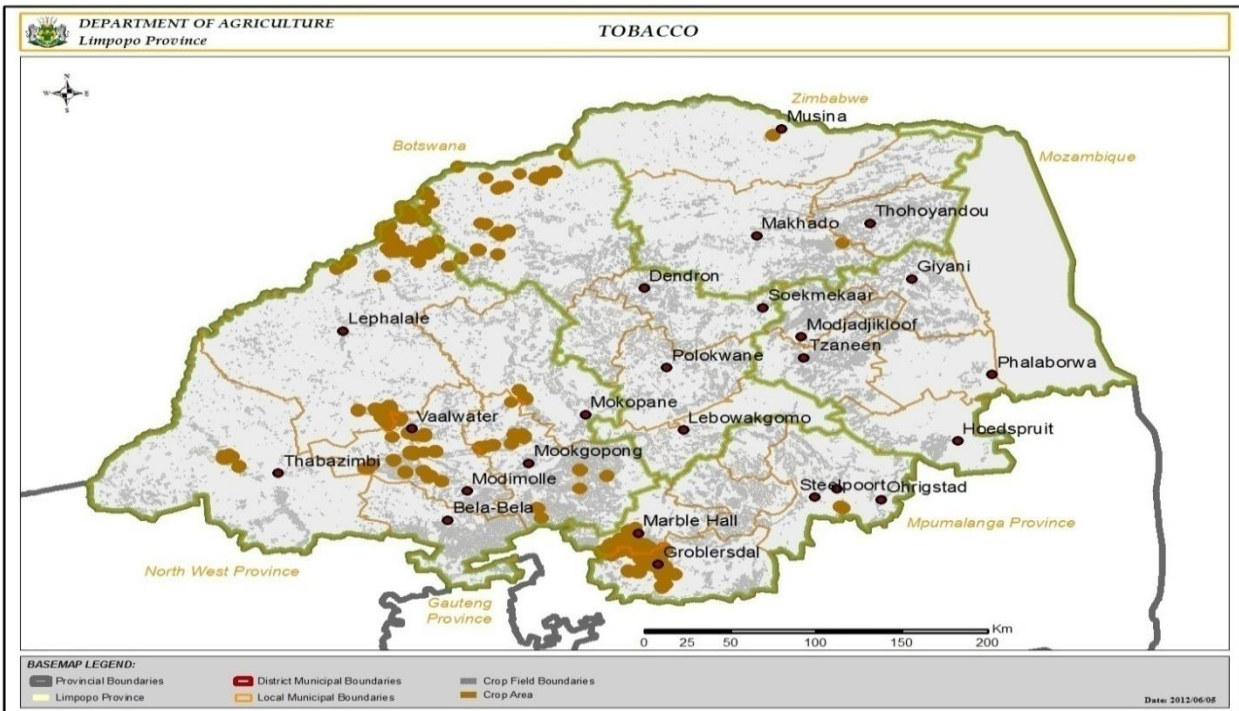 DEPARTMENT OF AGRICULTURE
Limpopo Province
TOBACCO
N
W E
S
Zimbabwe
Musina
Botswana
Mozambique
Thohoyandou
Makhado
Giyani
Dendron
Soekmekaar
Lephalale
Modjadjikloof
Tzaneen
Polokwane
Phalaborwa
Mokopane
Vaalwater
Lebowakgomo
Hoedspruit
Mookgopong
Thabazimbi
Modimolle
Steelpoort
Ohrigstad
Bela-Bela
Marble Hall
Mpumalanga Province
Groblersdal
North West Province
Gauteng
Province
Km
0 25 50 100 150 200
BASEMAP LEGEND:
Provincial Boundaries District Municipal Boundaries Crop Field Boundaries
Limpopo Province Local Municipal Boundaries Crop Area
Date: 2012/06/05